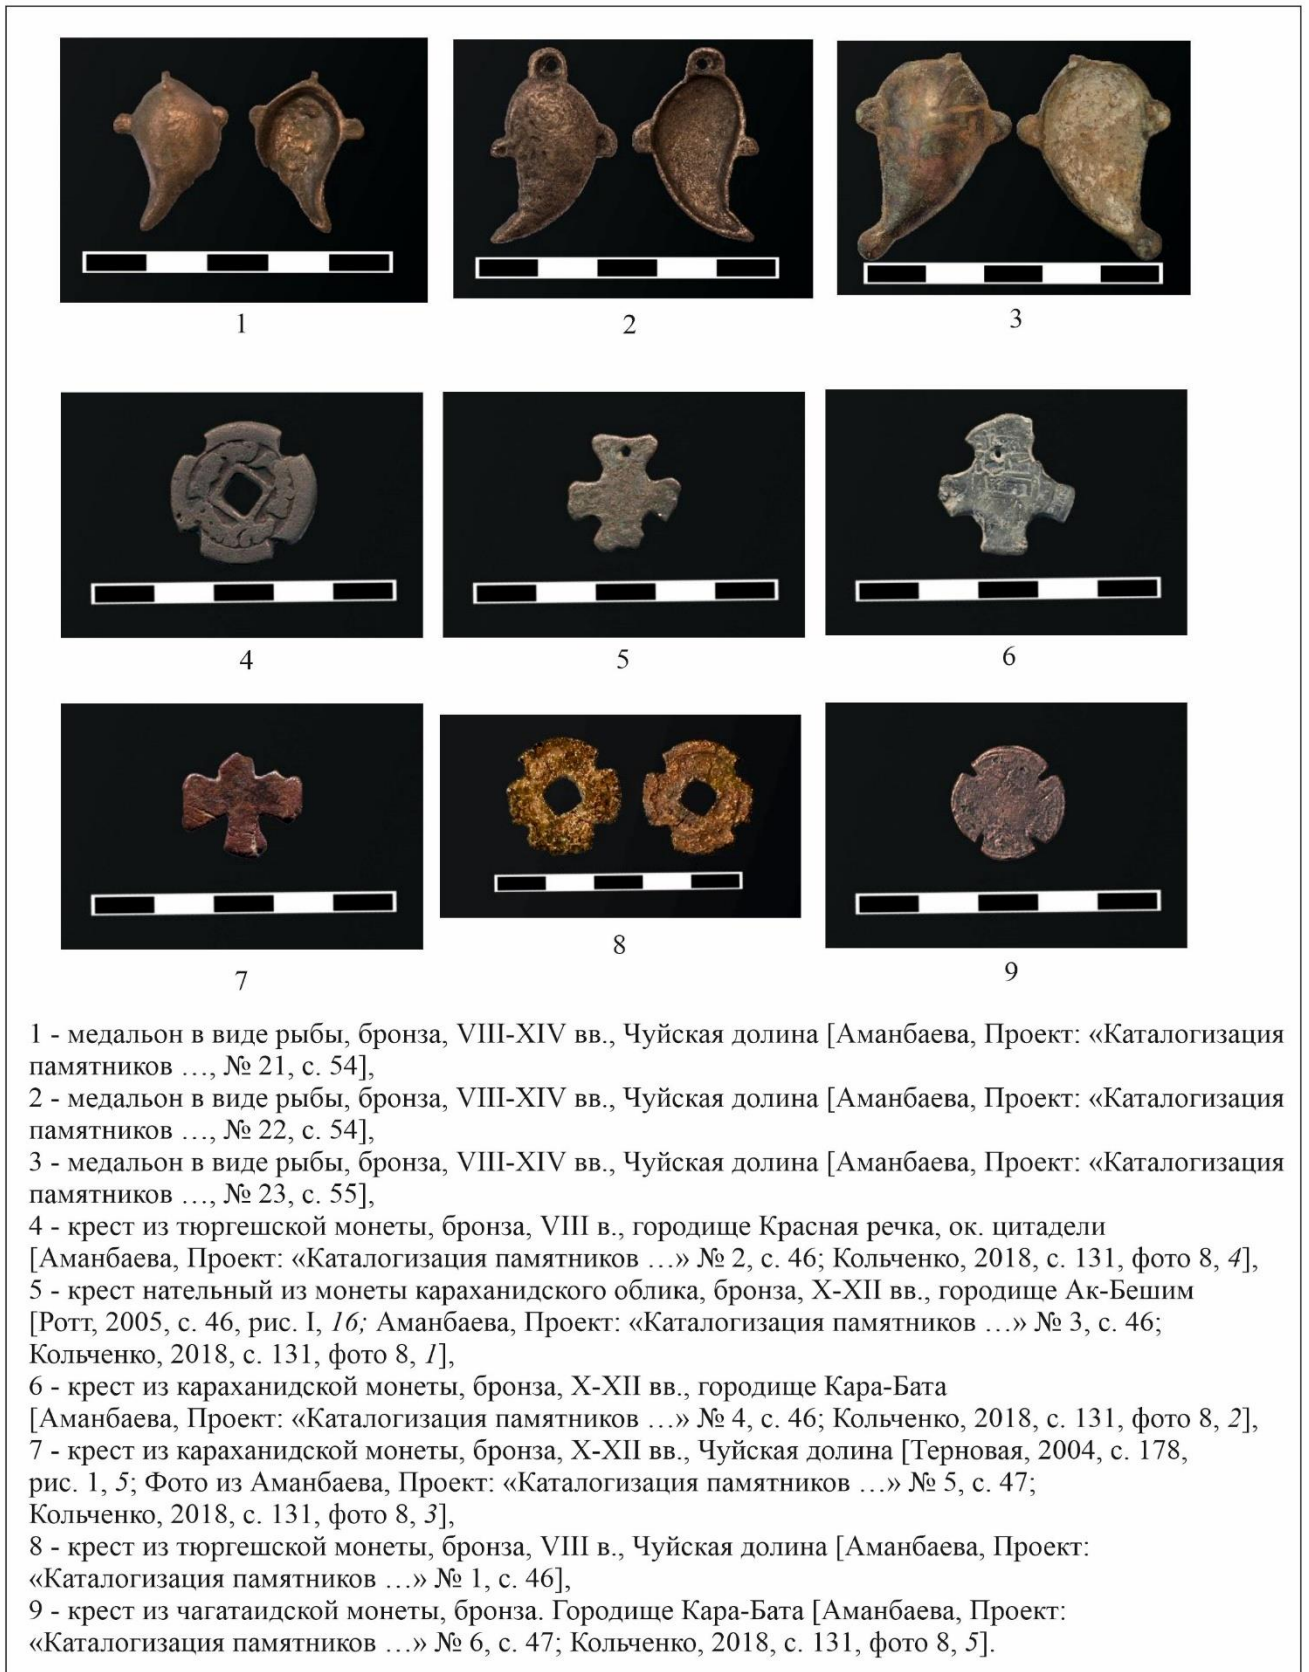 1
2
3
4
5
6
7
8
9
1 - медальон в виде рыбы, бронза, VIII-XIV вв., Чуйская долина [Аманбаева, Проект: «Каталогизация
памятников …, № 21, с. 54],
2 - медальон в виде рыбы, бронза, VIII-XIV вв., Чуйская долина [Аманбаева, Проект: «Каталогизация
памятников …, № 22, с. 54],
3 - медальон в виде рыбы, бронза, VIII-XIV вв., Чуйская долина [Аманбаева, Проект: «Каталогизация
памятников …, № 23, с. 55],
4 - крест из тюргешской монеты, бронза, VIII в., городище Красная речка, ок. цитадели
[Аманбаева, Проект: «Каталогизация памятников …» № 2, с. 46; Кольченко, 2018, с. 131, фото 8, 4],
5 - крест нательный из монеты караханидского облика, бронза, X-XII вв., городище Ак-Бешим
[Ротт, 2005, с. 46, рис. I, 16; Аманбаева, Проект: «Каталогизация памятников …» № 3, с. 46;
Кольченко, 2018, с. 131, фото 8, 1],
6 - крест из караханидской монеты, бронза, X-XII вв., городище Кара-Бата
[Аманбаева, Проект: «Каталогизация памятников …» № 4, с. 46; Кольченко, 2018, с. 131, фото 8, 2],
7 - крест из караханидской монеты, бронза, X-XII вв., Чуйская долина [Терновая, 2004, с. 178,
рис. 1, 5; Фото из Аманбаева, Проект: «Каталогизация памятников …» № 5, с. 47;
Кольченко, 2018, с. 131, фото 8, 3],
8 - крест из тюргешской монеты, бронза, VIII в., Чуйская долина [Аманбаева, Проект:
«Каталогизация памятников …» № 1, с. 46],
9 - крест из чагатаидской монеты, бронза. Городище Кара-Бата [Аманбаева, Проект:
«Каталогизация памятников …» № 6, с. 47; Кольченко, 2018, с. 131, фото 8, 5].